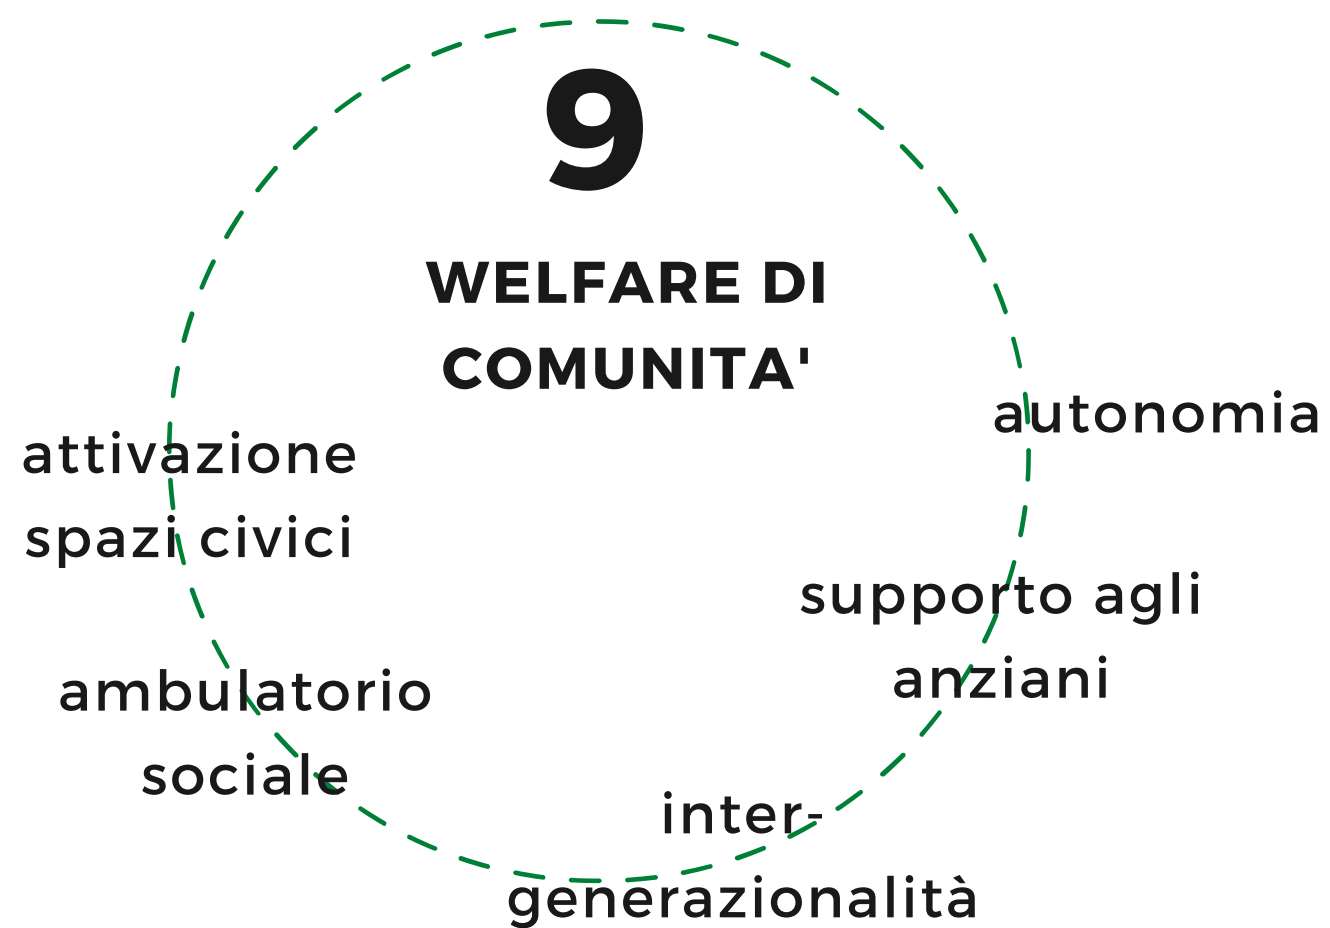 9
WELFARE DI
COMUNITA'
autonomia
attivazione
spazi civici
supporto agli
anziani
ambulatorio
sociale
inter-
generazionalità